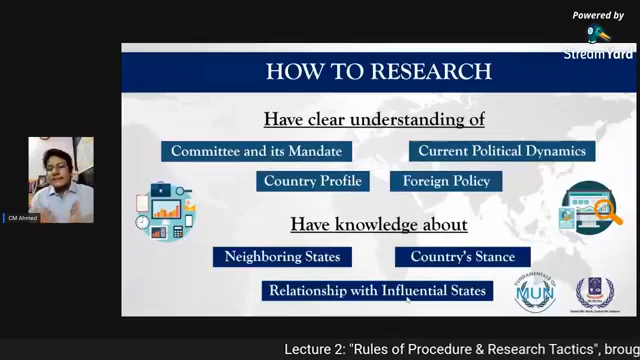 Powered by
StreamYard
HOW TO RESEARCH
Have clear understanding of
Committee and its Mandate
Current Political Dynamics
Country Profile
Foreign Policy
Have knowledge about
Neighboring States
Country's Stance
Relationship with Influential States
FUNDAMENTALS OF
MUN
CM Ahmed
Lecture 2: "Rules of Procedure & Research Tactics", broug